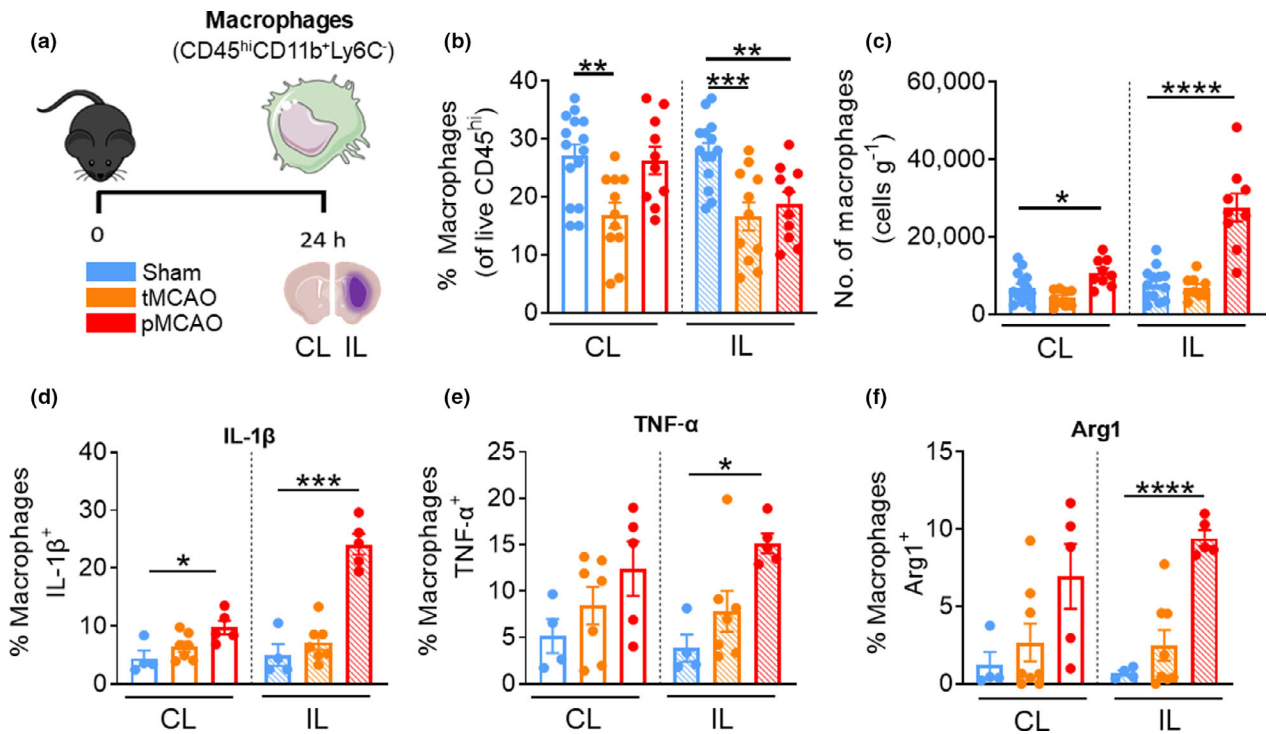 (a)
Macrophages
(CD45hiCD11b+Ly6C-)
0
24 h
Sham
tMCAO
pMCAO
CL IL
(b)
% Macrophages
(of live CD45hi)
40
30
20
10
0
**
***
**
CL
IL
(c)
No. of macrophages
(cells g-1)
60,000
40,000
20,000
0
*
****
CL
IL
(d)
IL-1β
% Macrophages
IL-1β+
40
30
20
10
0
*
***
CL
IL
(e)
TNF-α
% Macrophages
TNF-α+
25
20
15
10
5
0
*
CL
IL
(f)
Arg1
% Macrophages
Arg1+
15
10
5
0
****
CL
IL